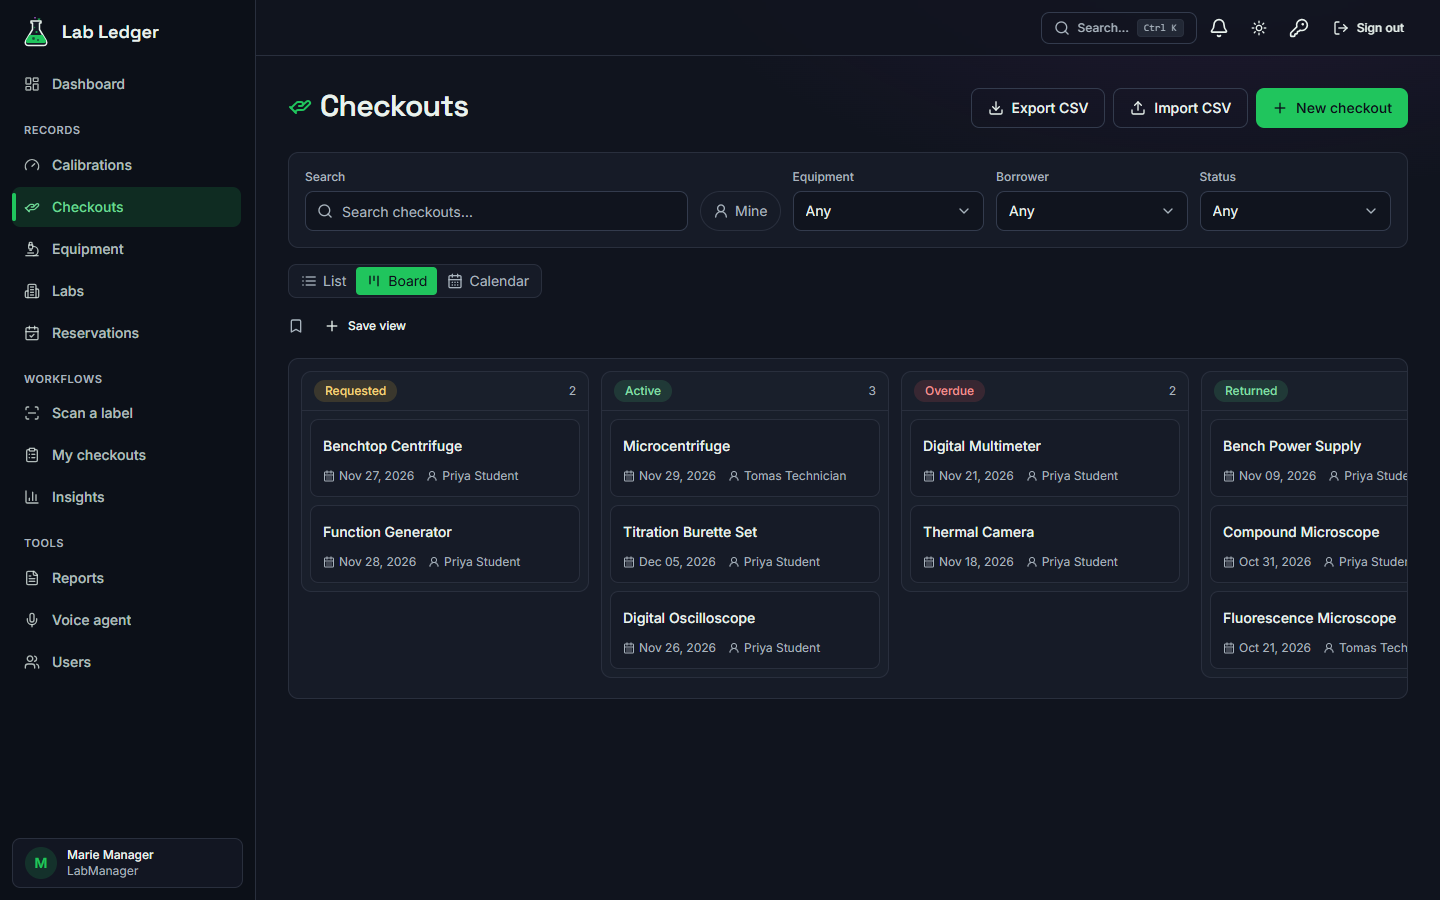 Lab Ledger
Search... Ctrl K
Sign out
Dashboard
RECORDS
Calibrations
Checkouts
Equipment
Labs
Reservations
WORKFLOWS
Scan a label
My checkouts
Insights
TOOLS
Reports
Voice agent
Users
M
Marie Manager
LabManager
Checkouts
Export CSV
Import CSV
New checkout
Search
Search checkouts...
Mine
Equipment
Any
Borrower
Any
Status
Any
List
Board
Calendar
Save view
Requested 2
Benchtop Centrifuge
Nov 27, 2026 Priya Student
Function Generator
Nov 28, 2026 Priya Student
Active 3
Microcentrifuge
Nov 29, 2026 Tomas Technician
Titration Burette Set
Dec 05, 2026 Priya Student
Digital Oscilloscope
Nov 26, 2026 Priya Student
Overdue 2
Digital Multimeter
Nov 21, 2026 Priya Student
Thermal Camera
Nov 18, 2026 Priya Student
Returned
Bench Power Supply
Nov 09, 2026 Priya Stude
Compound Microscope
Oct 31, 2026 Priya Studer
Fluorescence Microscope
Oct 21, 2026 Tomas Tech